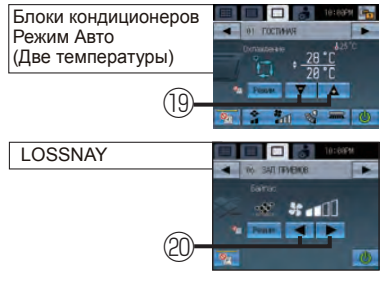 Блоки кондиционеров
Режим Авто
(Две температуры)
10:00PM
01 ГОСТИНАЯ
Охлаждение
25°C
28 °C
20 °C
Режим
⑲
LOSSNAY
10:00PM
ЗАЛ ПРИЕМОВ
Байпас
Режим
⑳